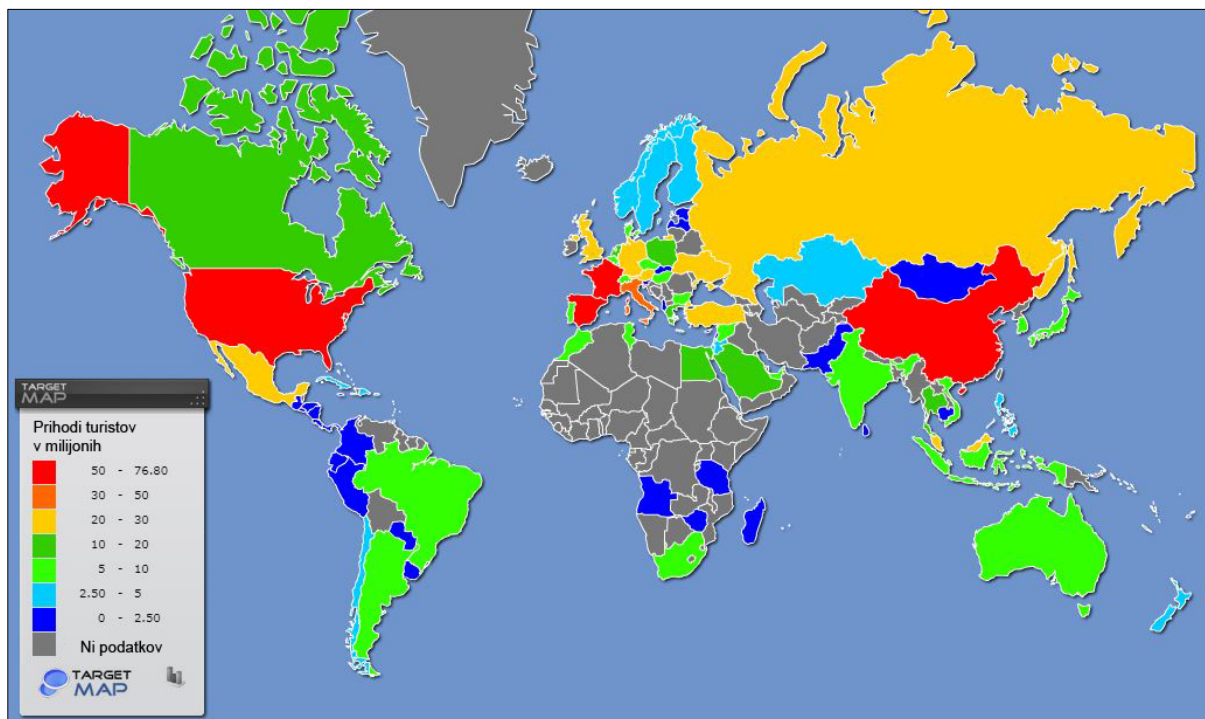 TARGET
MAP
Prihodi turistov
v milijonih
50 - 76.80
30 - 50
20 - 30
10 - 20
5 - 10
2.50 - 5
0 - 2.50
Ni podatkov
TARGET
MAP